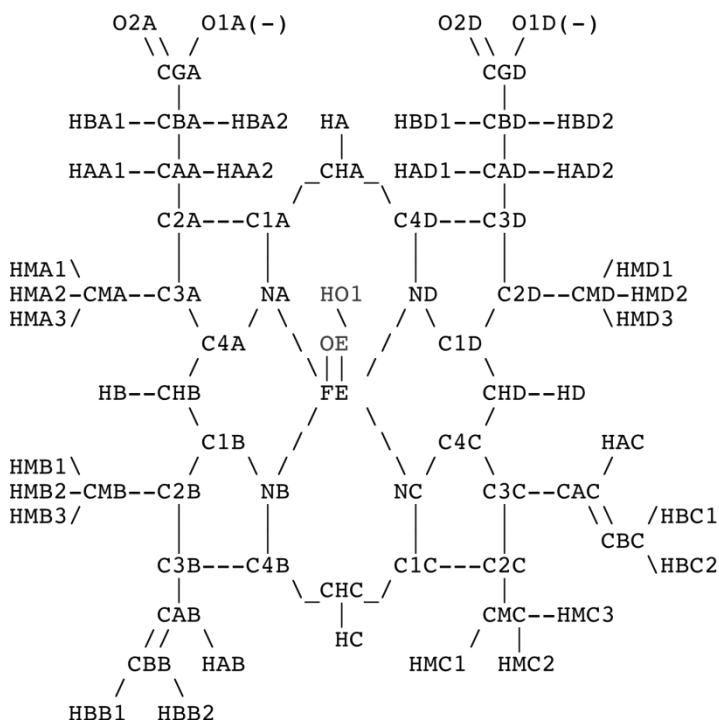 O2A O1A(-) O2D O1D(-)
\\ / \\ /
CGA CGD
| |
HBA1--CBA--HBA2 HA HBD1--CBD--HBD2
| | |
HAA1--CAA--HAA2 _CHA_ HAD1--CAD--HAD2
| / \ |
C2A---C1A C4D---C3D
| | | |
HMA1\ /HMD1
HMA2-CMA--C3A NA HO1 ND C2D--CMD-HMD2
HMA3/ \ / \ \ / \ / \HMD3
C4A \ OE / C1D
/ \ || / \
HB--CHB FE CHD--HD
\ / \ /
C1B / \ C4C HAC
HMB1\ / \ / \ / \ /
HMB2-CMB--C2B NB NC C3C--CAC
HMB3/ | | | | \\ /HBC1
CBC
C3B---C4B C1C---C2C \HBC2
| \_CHC_/ |
CAB | CMC--HMC3
// \ HC / |
CBB HAB HMC1 HMC2
/ \
HBB1 HBB2